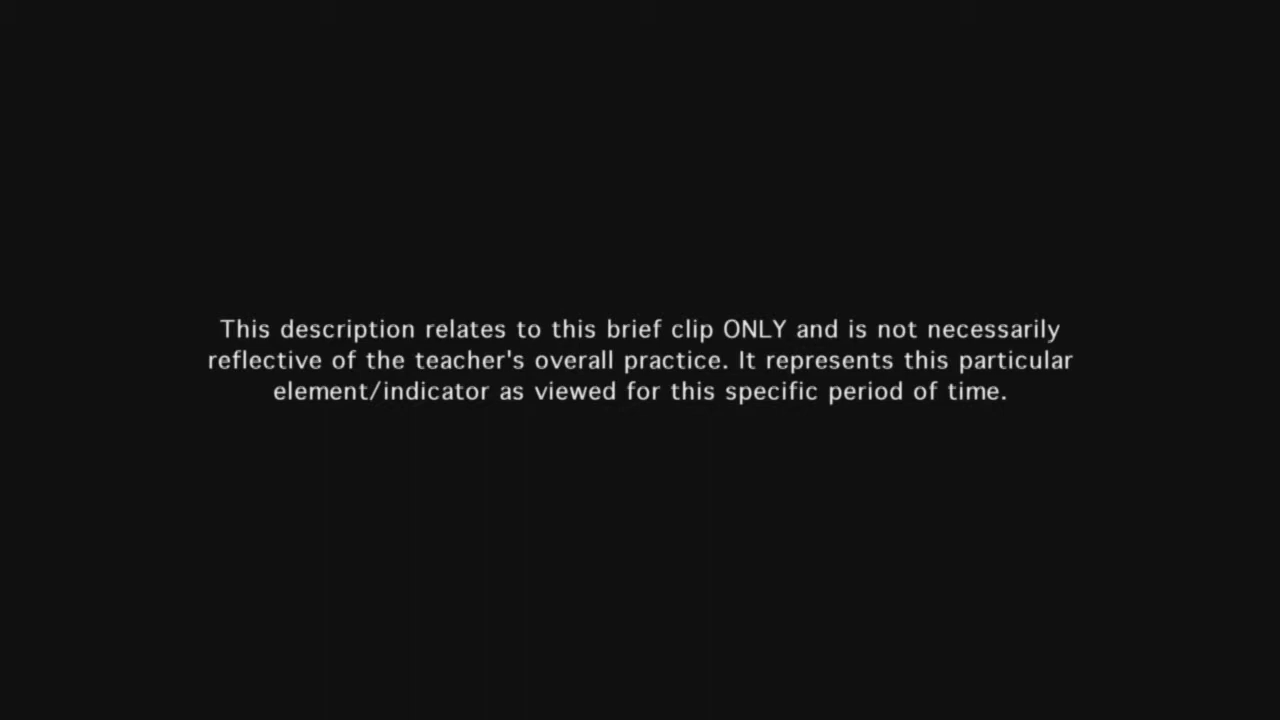 This description relates to this brief clip ONLY and is not necessarily
reflective of the teacher's overall practice. It represents this particular
element/indicator as viewed for this specific period of time.